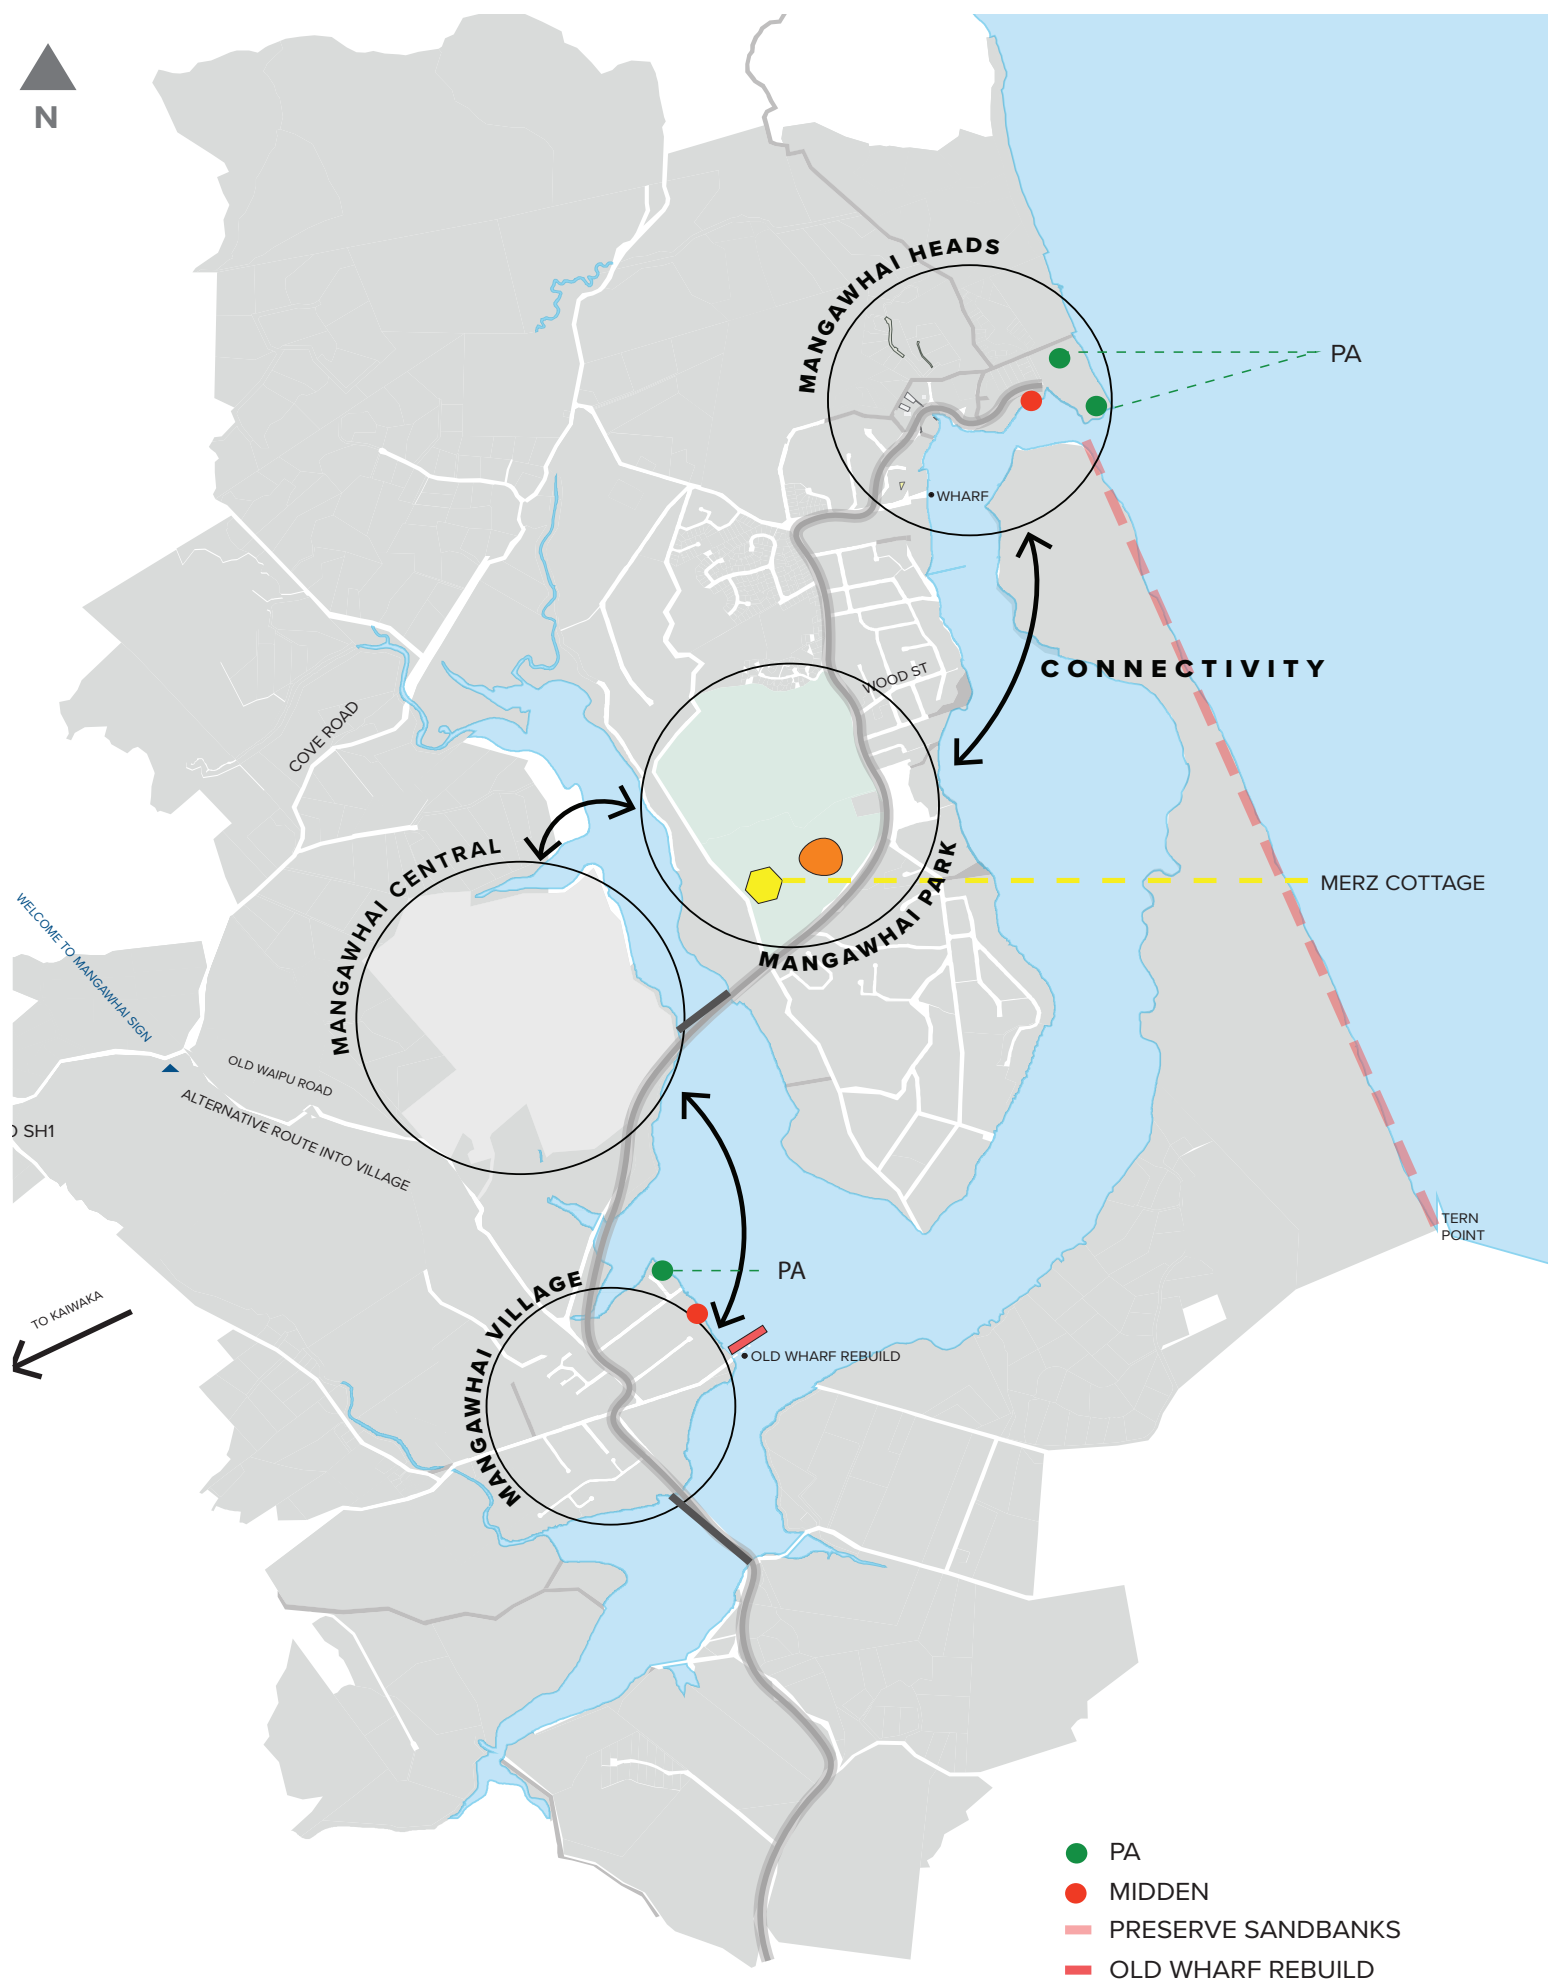 N
MANGAWHAI HEADS
PA
WHARF
CONNECTIVITY
WOOD ST
COVE ROAD
MANGAWHAI CENTRAL
MANGAWHAI PARK
MERZ COTTAGE
WELCOME TO MANGAWHAI SIGN
OLD WAIPU ROAD
ALTERNATIVE ROUTE INTO VILLAGE
SH1
TERN
POINT
PA
MANGAWHAI VILLAGE
TO KAIWAKA
OLD WHARF REBUILD
PA
MIDDEN
PRESERVE SANDBANKS
OLD WHARF REBUILD